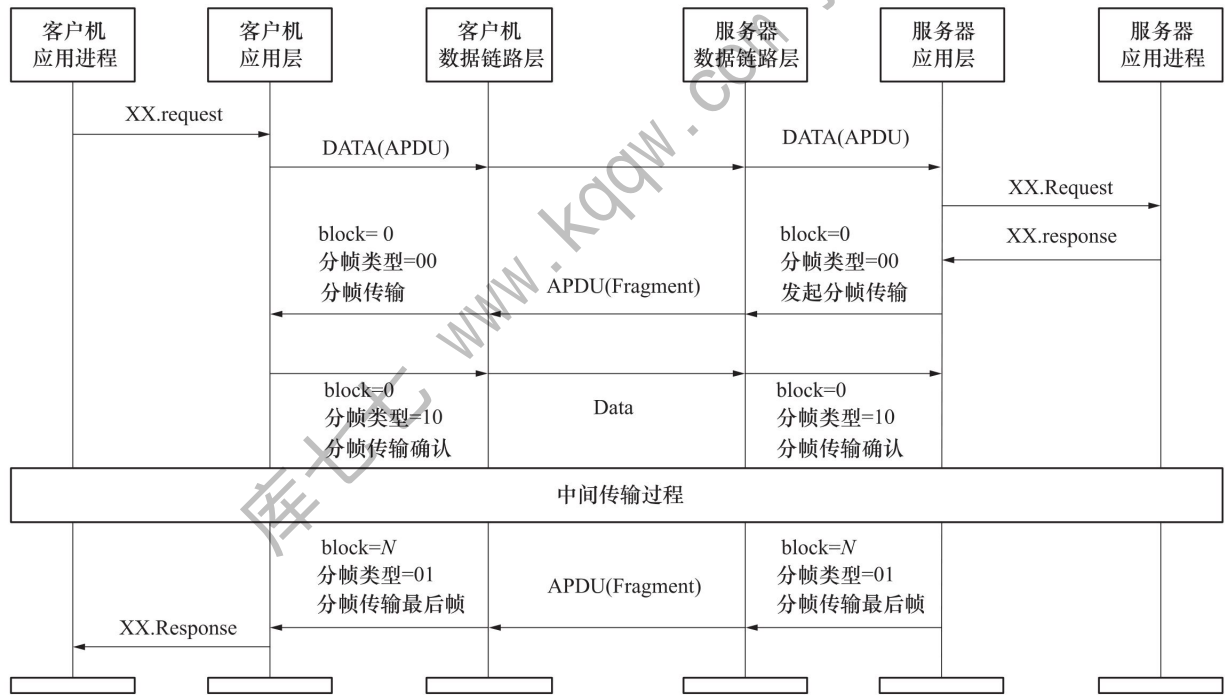 客户机
应用进程
客户机
应用层
客户机
数据链路层
服务器
数据链路层
服务器
应用层
服务器
应用进程
XX.request
DATA(APDU)
DATA(APDU)
XX.Request
XX.response
block= 0
分帧类型=00
分帧传输
APDU(Fragment)
block=0
分帧类型=00
发起分帧传输
block=0
分帧类型=10
分帧传输确认
Data
block=0
分帧类型=10
分帧传输确认
中间传输过程
block=N
分帧类型=01
分帧传输最后帧
APDU(Fragment)
block=N
分帧类型=01
分帧传输最后帧
XX.Response
库七七 www.kqqw.com